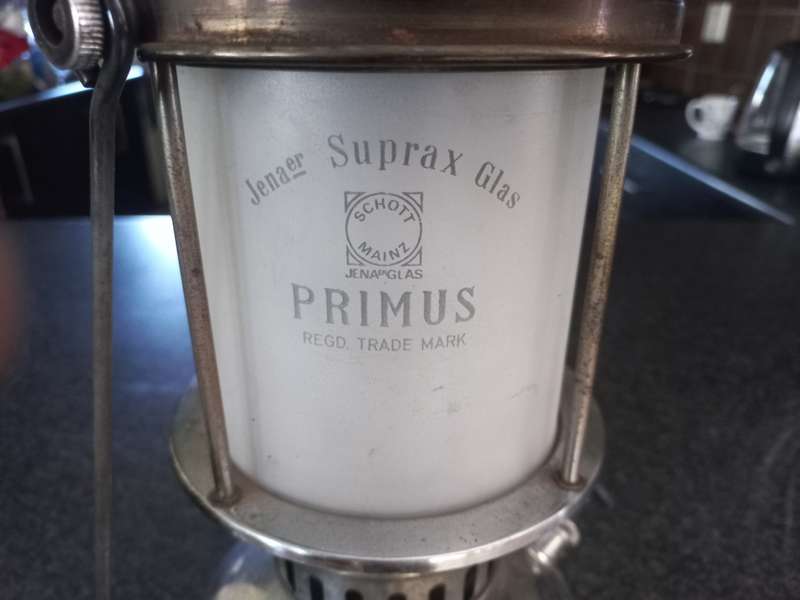 Jenaer Suprax Glas
SCHOTT
MAINZ
JENAerGLAS
PRIMUS
REGD. TRADE MARK